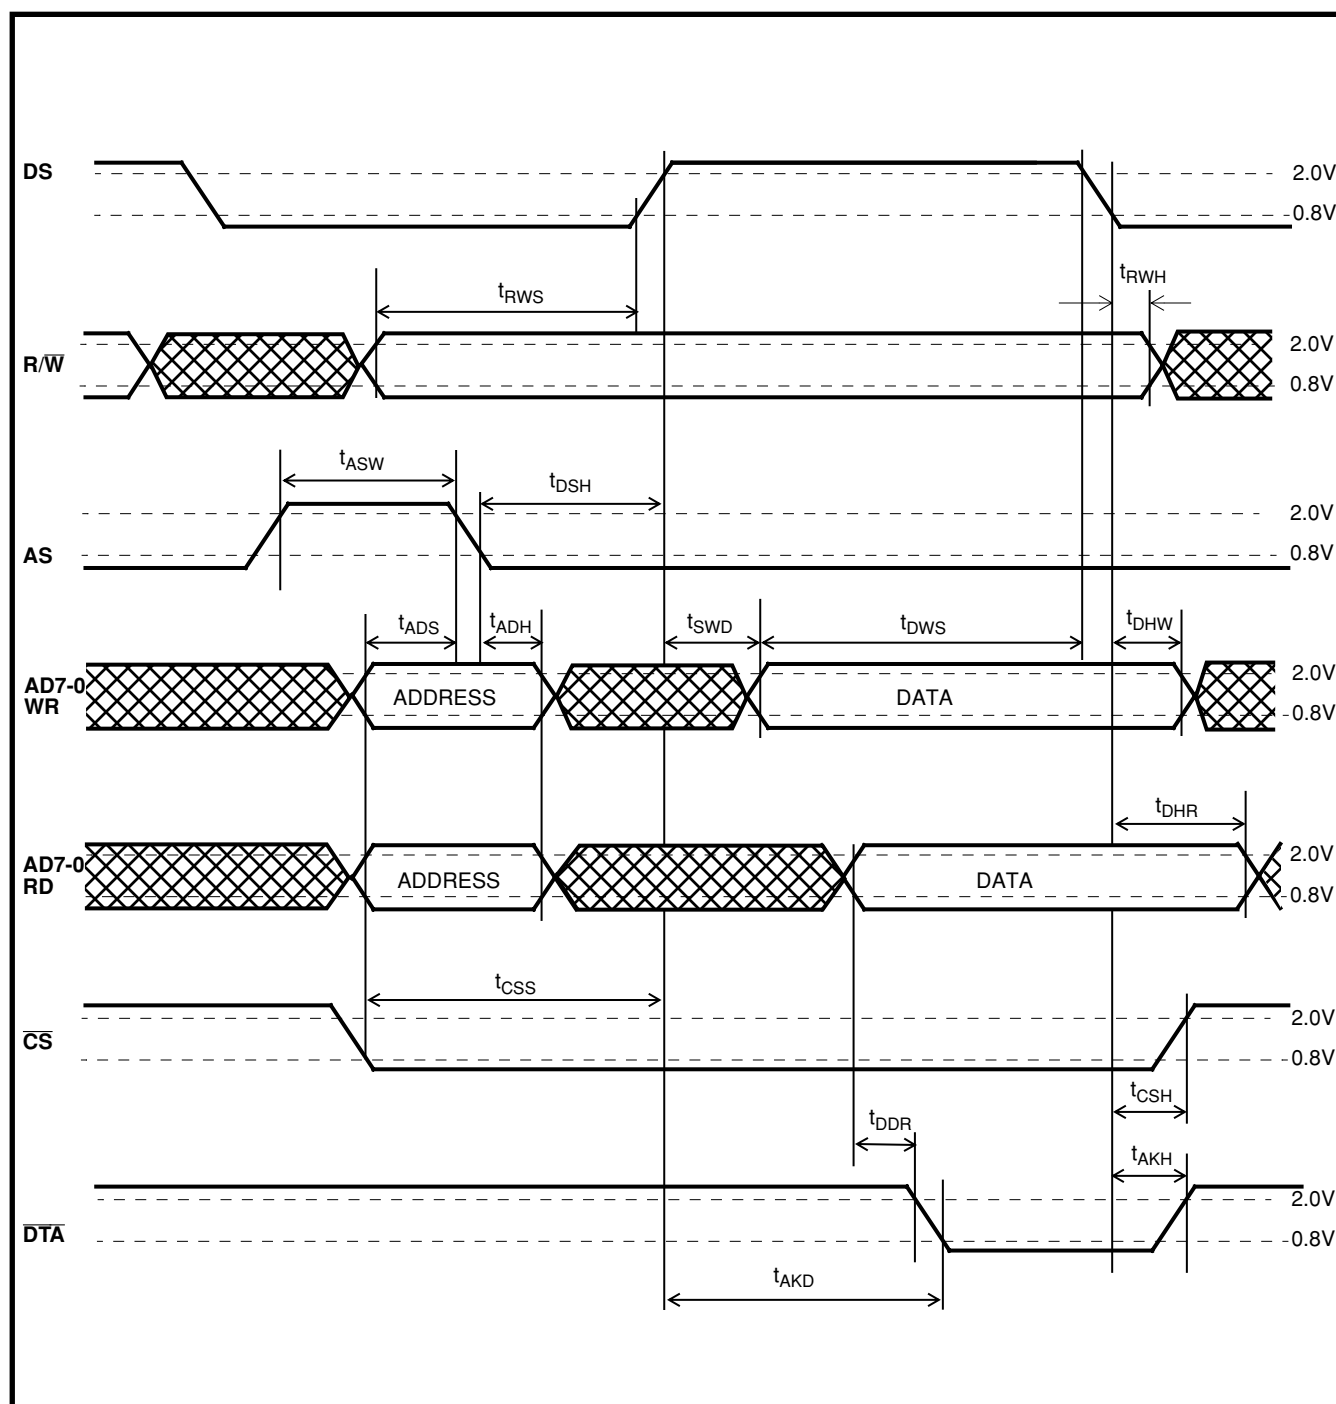 DS
2.0V
0.8V
tRWH
tRWS
R/W̅
2.0V
0.8V
tASW
tDSH
2.0V
AS
0.8V
tADS
tADH
tSWD
tDWS
tDHW
AD7-0
WR
ADDRESS
DATA
2.0V
0.8V
tDHR
AD7-0
RD
ADDRESS
DATA
2.0V
0.8V
tCSS
C̅S̅
2.0V
0.8V
tCSH
tDDR
tAKH
D̅T̅A̅
2.0V
0.8V
tAKD